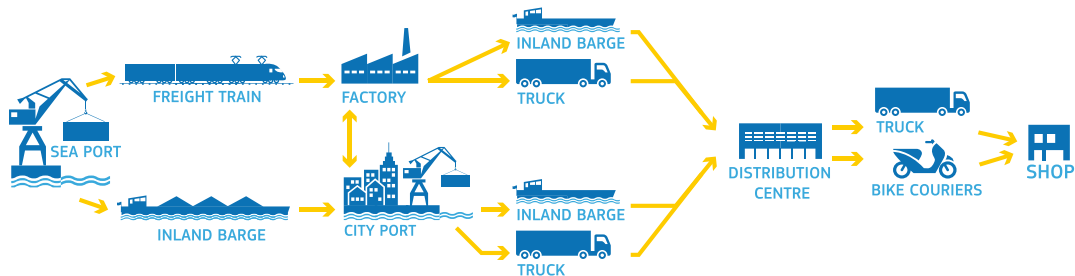 SEA PORT
FREIGHT TRAIN
INLAND BARGE
FACTORY
CITY PORT
INLAND BARGE
TRUCK
INLAND BARGE
TRUCK
DISTRIBUTION
CENTRE
TRUCK
BIKE COURIERS
SHOP